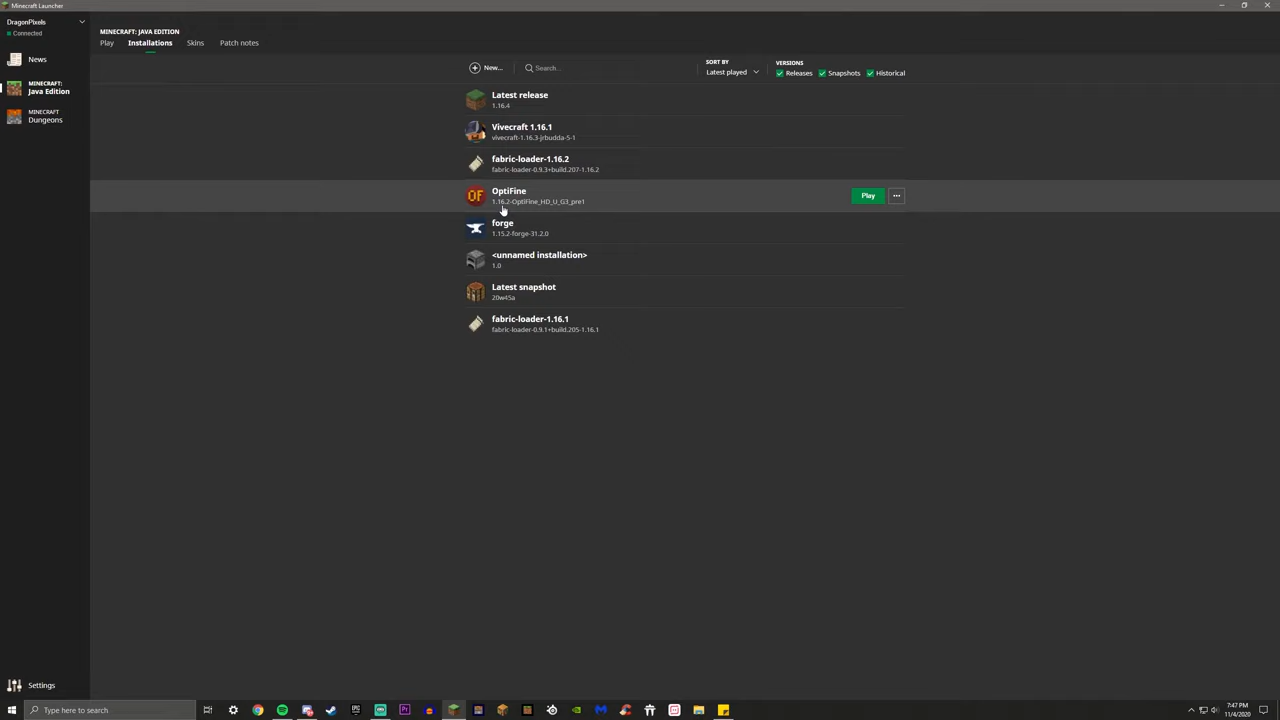 Minecraft Launcher
DragonPixels
Connected
News
MINECRAFT:
Java Edition
MINECRAFT
Dungeons
Settings
MINECRAFT: JAVA EDITION
Play
Installations
Skins
Patch notes
New...
Search...
SORT BY
Latest played
VERSIONS
Releases
Snapshots
Historical
Latest release
1.16.4
Vivecraft 1.16.1
vivecraft-1.16.3-jrbudda-5-1
fabric-loader-1.16.2
fabric-loader-0.9.3+build.207-1.16.2
OF
OptiFine
1.16.2-OptiFine_HD_U_G3_pre1
Play
forge
1.15.2-forge-31.2.0
<unnamed installation>
1.0
Latest snapshot
20w45a
fabric-loader-1.16.1
fabric-loader-0.9.1+build.205-1.16.1
Type here to search
EPIC
Pr
7:47 PM
11/4/2020